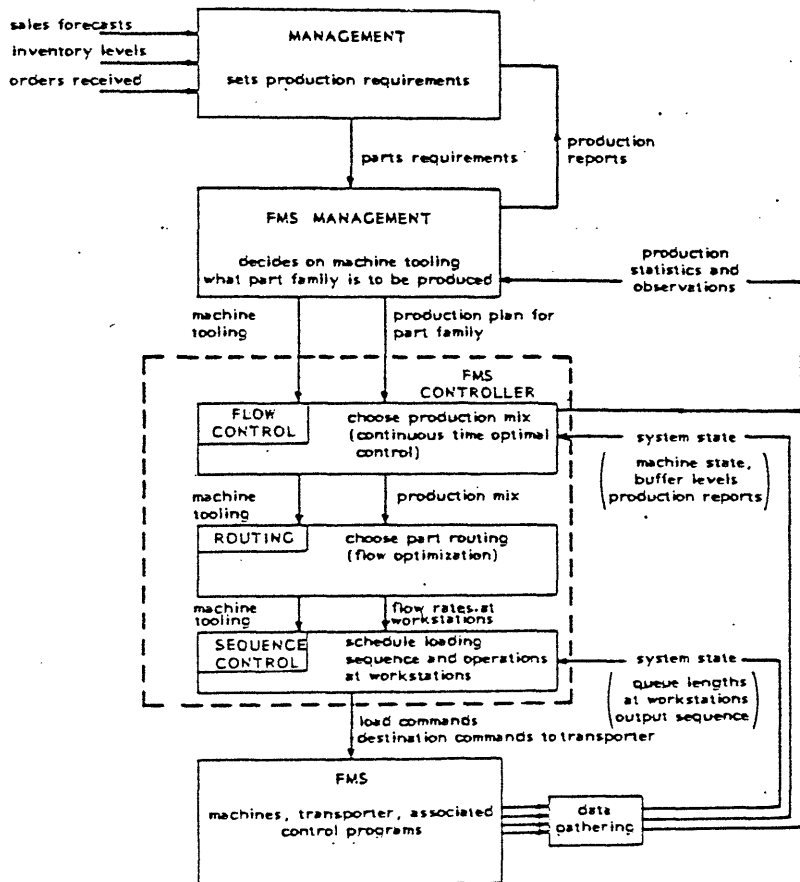 sales forecasts
inventory levels
orders received
MANAGEMENT
sets production requirements
parts requirements
production
reports
FMS MANAGEMENT
decides on machine tooling
what part family is to be produced
production
statistics and
observations
machine
tooling
production plan for
part family
FMS
CONTROLLER
FLOW
CONTROL
choose production mix
(continuous time optimal
control)
system state
(machine state,
buffer levels
production reports)
machine
tooling
production mix
ROUTING
choose part routing
(flow optimization)
machine
tooling
flow rates at
workstations
SEQUENCE
CONTROL
schedule loading
sequence and operations
at workstations
system state
(queue lengths
at workstations
output sequence)
load commands
destination commands to transporter
FMS
machines, transporter, associated
control programs
data
gathering